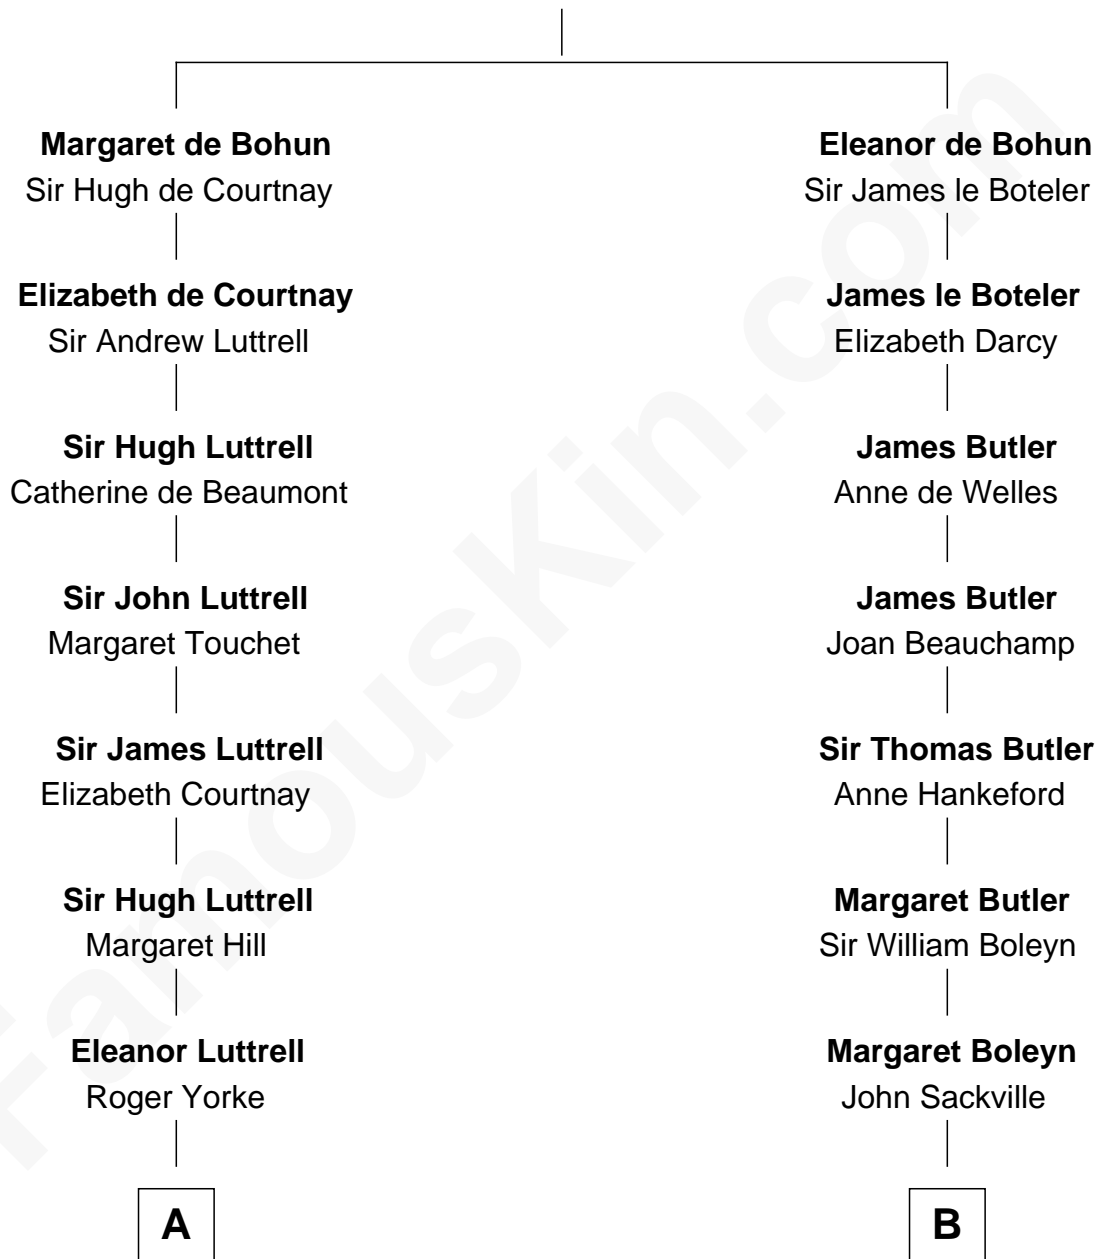 Margaret de Bohun
Sir Hugh de Courtnay
Elizabeth de Courtnay
Sir Andrew Luttrell
Sir Hugh Luttrell
Catherine de Beaumont
Sir John Luttrell
Margaret Touchet
Sir James Luttrell
Elizabeth Courtnay
Sir Hugh Luttrell
Margaret Hill
Eleanor Luttrell
Roger Yorke
A
Eleanor de Bohun
Sir James le Boteler
James le Boteler
Elizabeth Darcy
James Butler
Anne de Welles
James Butler
Joan Beauchamp
Sir Thomas Butler
Anne Hankeford
Margaret Butler
Sir William Boleyn
Margaret Boleyn
John Sackville
B
FamousKin.com